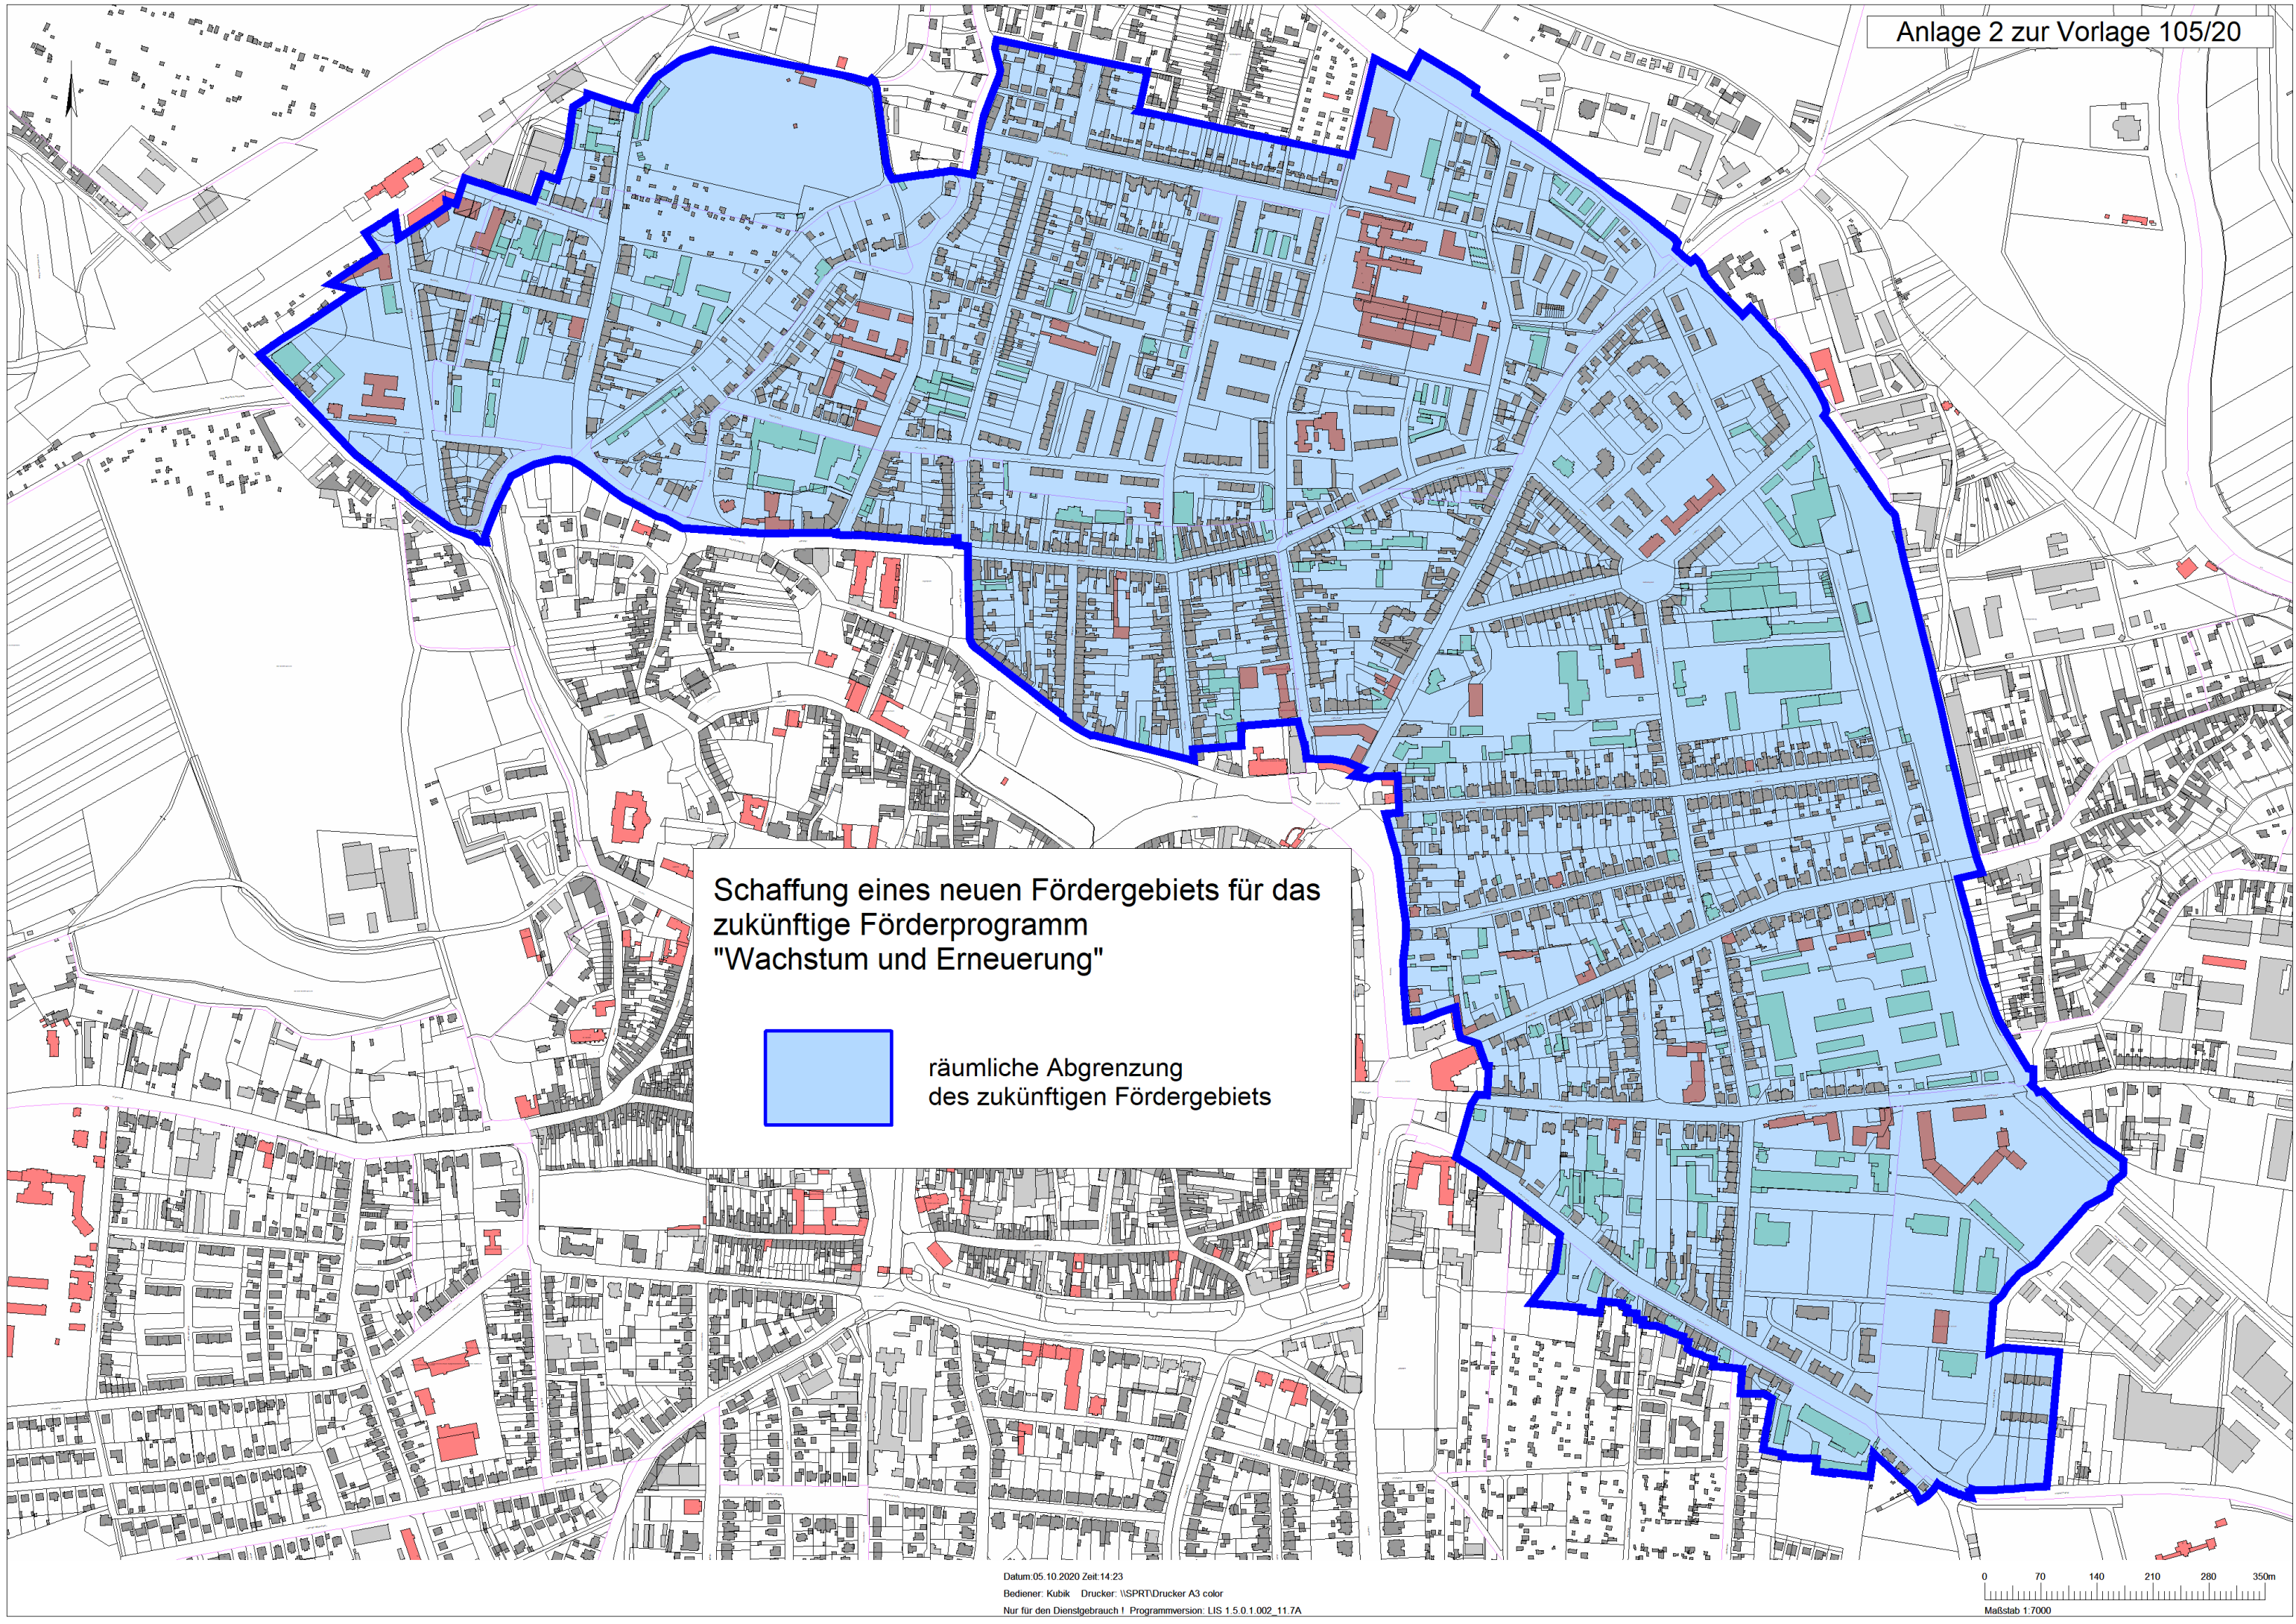 Anlage 2 zur Vorlage 105/20
Schaffung eines neuen Fördergebiets für das
zukünftige Förderprogramm
"Wachstum und Erneuerung"
räumliche Abgrenzung
des zukünftigen Fördergebiets
Datum:05.10.2020 Zeit:14:23
Bediener: Kubik Drucker: \\SPRT\Drucker A3 color
Nur für den Dienstgebrauch ! Programmversion: LIS 1.5.0.1.002_11.7A
0 70 140 210 280 350m
Maßstab 1:7000